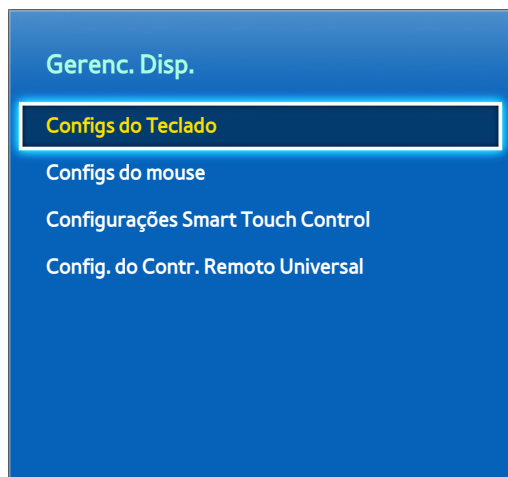 Gerenc. Disp.
Configs do Teclado
Configs do mouse
Configurações Smart Touch Control
Config. do Contr. Remoto Universal